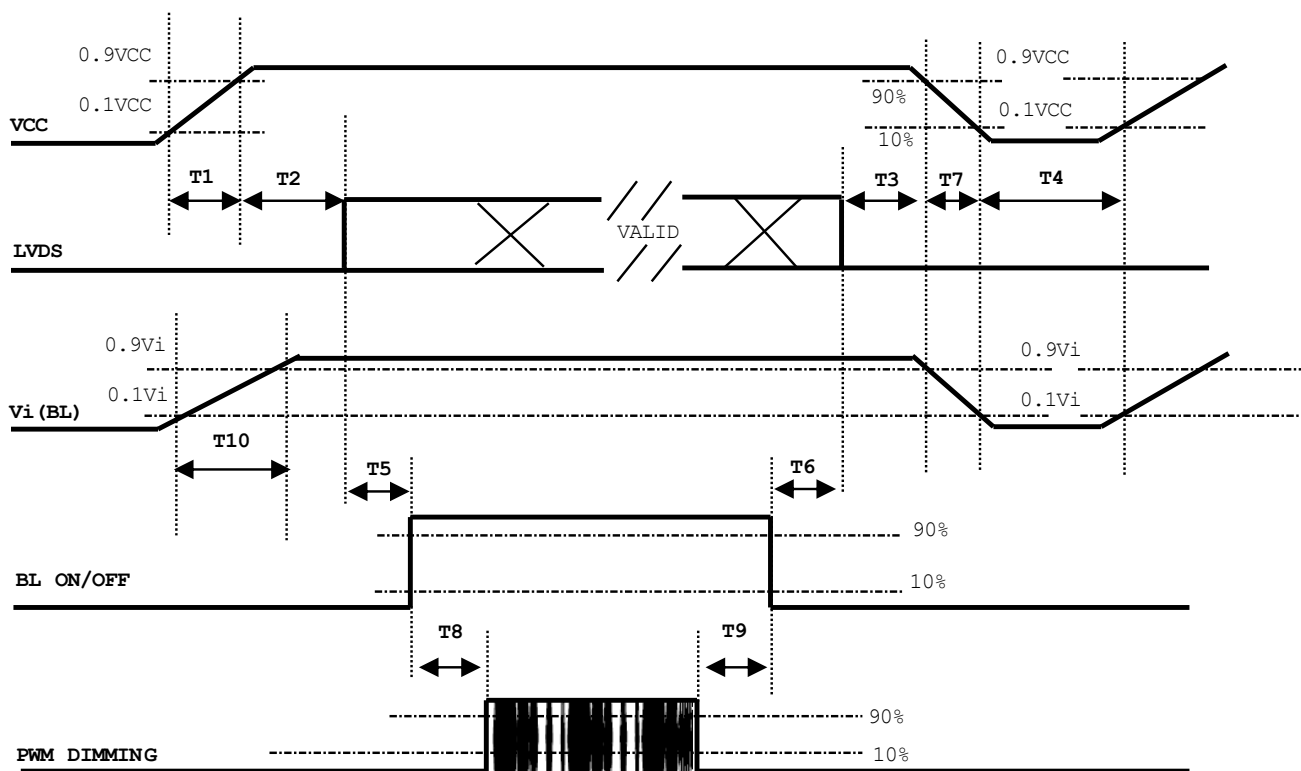 0.9VCC
0.9VCC
90%
0.1VCC
0.1VCC
VCC
10%
T1
T2
T3
T7
T4
VALID
LVDS
0.9Vi
0.9Vi
0.1Vi
0.1Vi
Vi(BL)
T10
T5
T6
90%
BL ON/OFF
10%
T8
T9
90%
PWM DIMMING
10%